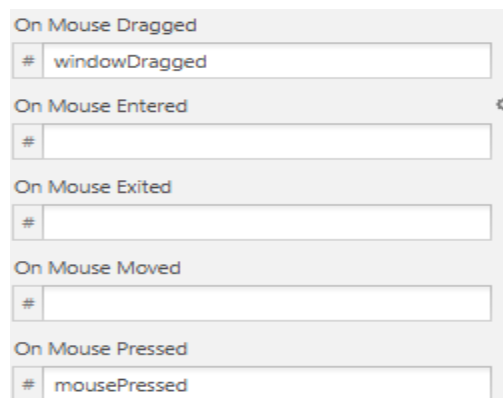 On Mouse Dragged
# windowDragged
On Mouse Entered
#
On Mouse Exited
#
On Mouse Moved
#
On Mouse Pressed
# mousePressed